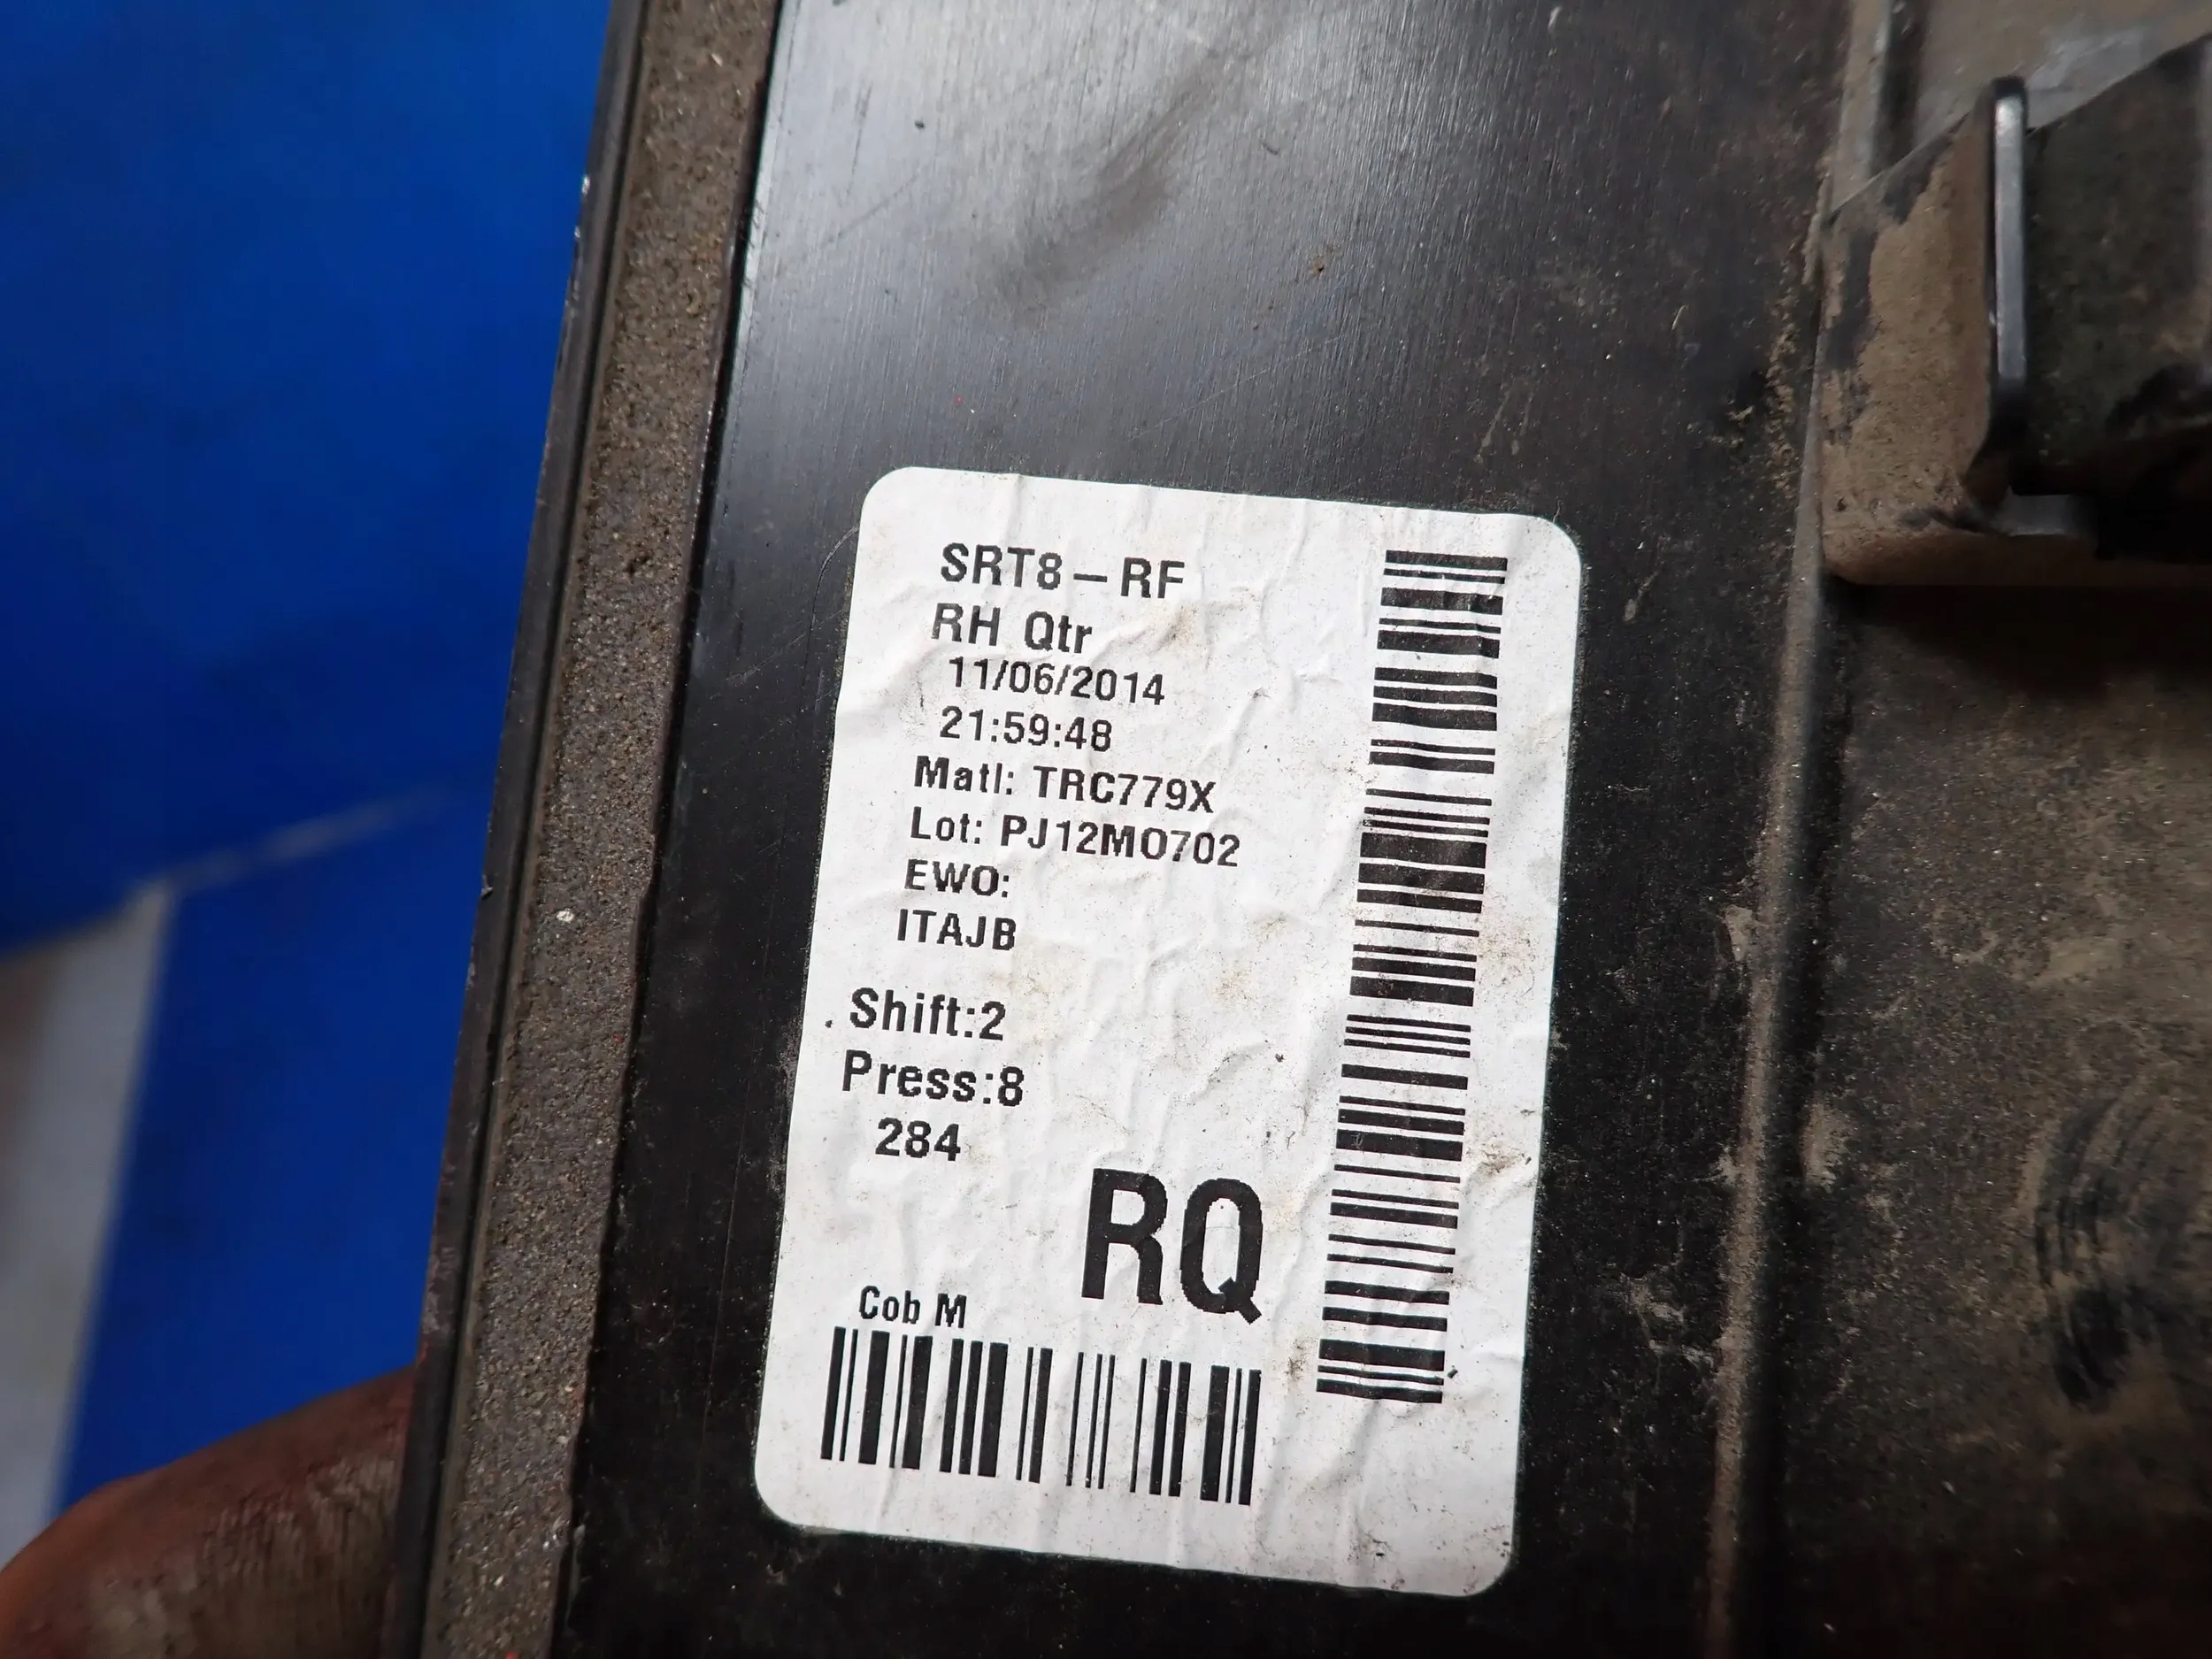 SRT8-RF
RH Qtr
11/06/2014
21:59:48
Matl: TRC779X
Lot: PJ12MO702
EWO:
ITAJB
Shift:2
Press:8
284
RQ
Cob M